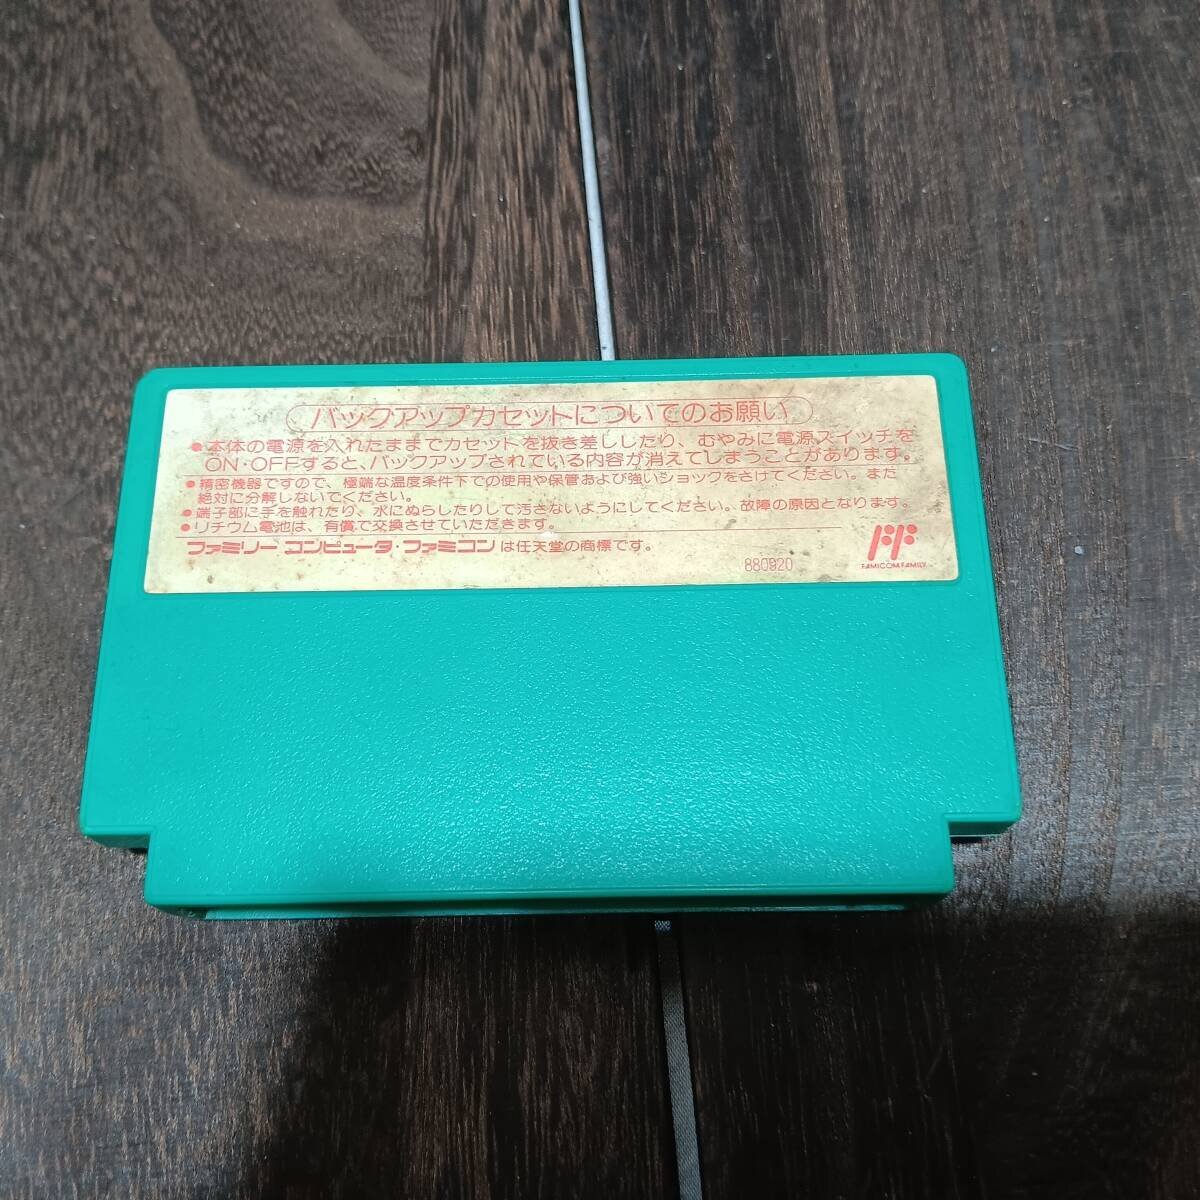 バックアップカセットについてのお願い
●本体の電源を入れたままでカセットを抜き差ししたり、むやみに電源スイッチを
ON・OFFすると、バックアップされている内容が消えてしまうことがあります。
●精密機器ですので、極端な温度条件下での使用や保管および強いショックをさけてください。また
絶対に分解しないでください。
●端子部に手を触れたり、水にぬらしたりして汚さないようにしてください。故障の原因となります。
●リチウム電池は、有償で交換させていただきます。
ファミリー コンピュータ・ファミコン は任天堂の商標です。
880920
FAMICOM FAMILY